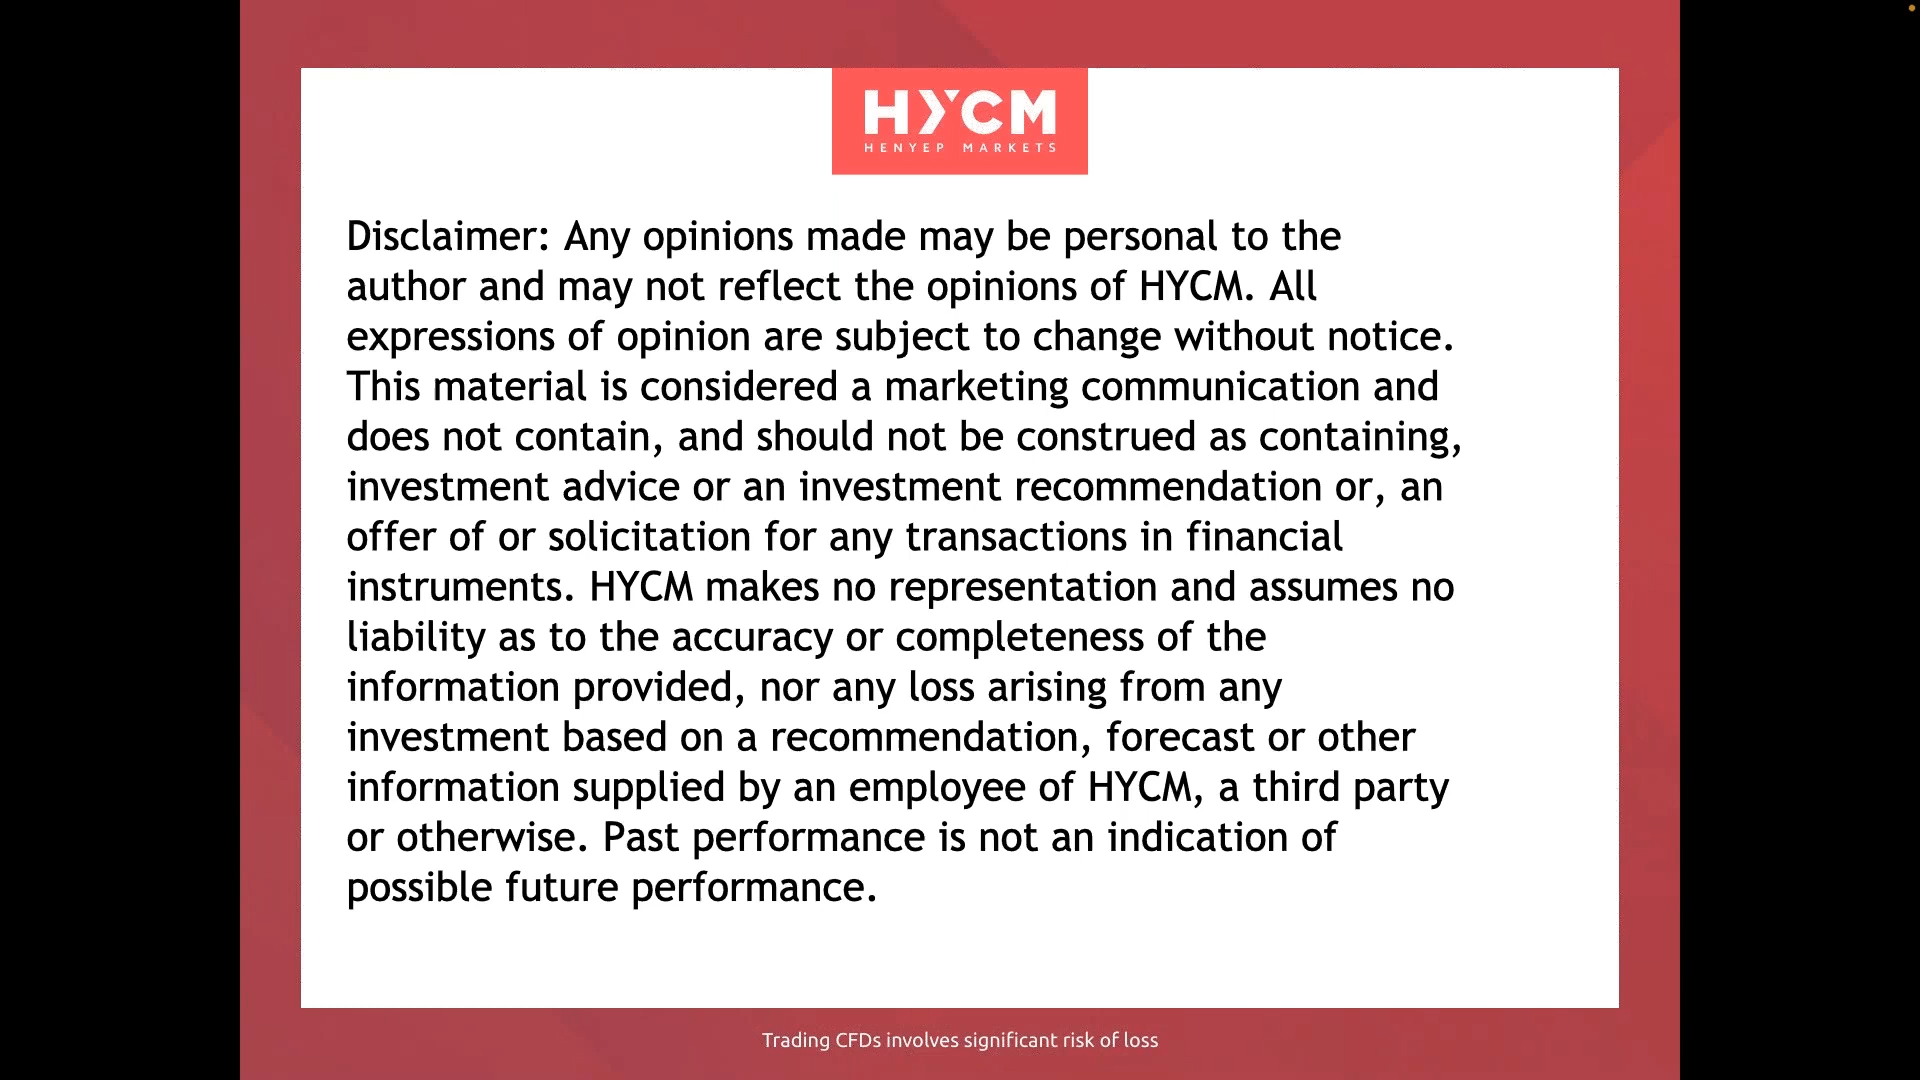 HYCM
HENYEP MARKETS
Disclaimer: Any opinions made may be personal to the
author and may not reflect the opinions of HYCM. All
expressions of opinion are subject to change without notice.
This material is considered a marketing communication and
does not contain, and should not be construed as containing,
investment advice or an investment recommendation or, an
offer of or solicitation for any transactions in financial
instruments. HYCM makes no representation and assumes no
liability as to the accuracy or completeness of the
information provided, nor any loss arising from any
investment based on a recommendation, forecast or other
information supplied by an employee of HYCM, a third party
or otherwise. Past performance is not an indication of
possible future performance.
Trading CFDs involves significant risk of loss